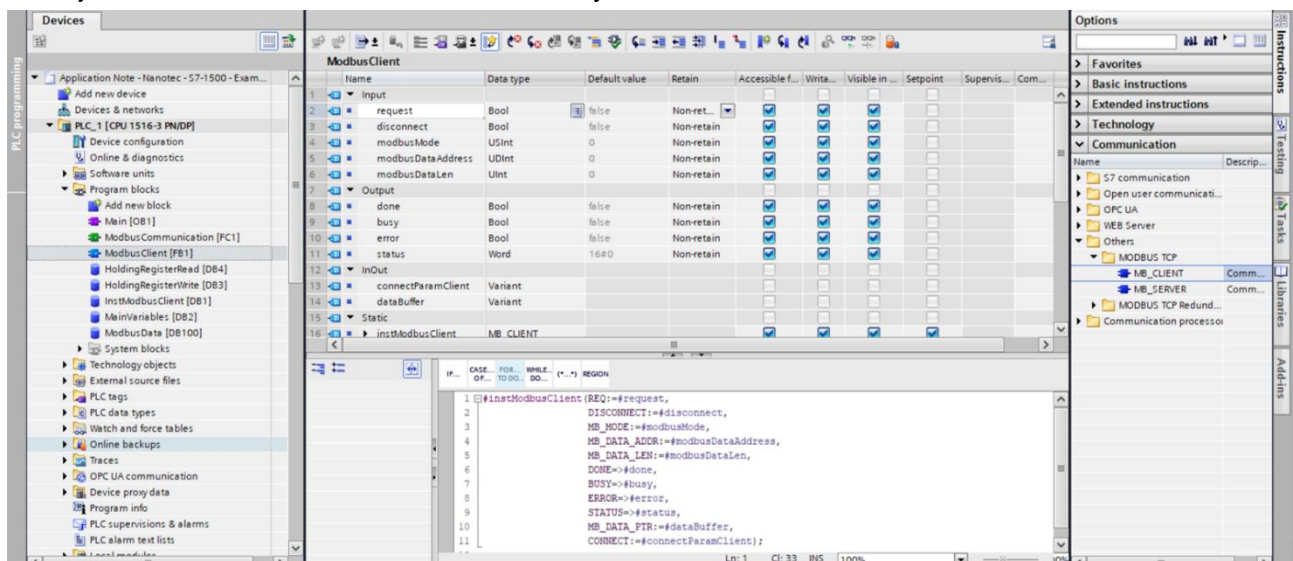 Devices
Options
ModbusClient
Name Data type Default value Retain Accessible f... Writa... Visible in ... Setpoint Supervis... Com...
1 Input
2 request Bool false Non-ret...
3 disconnect Bool false Non-retain
4 modbusMode USInt 0 Non-retain
5 modbusDataAddress UDInt 0 Non-retain
6 modbusDataLen UInt 0 Non-retain
7 Output
8 done Bool false Non-retain
9 busy Bool false Non-retain
10 error Bool false Non-retain
11 status Word 16#0 Non-retain
12 InOut
13 connectParamClient Variant
14 dataBuffer Variant
15 Static
16 instModbusClient MB_CLIENT
PLC programming
Application Note - Nanotec - S7-1500 - Exam...
Add new device
Devices & networks
PLC_1 [CPU 1516-3 PN/DP]
Device configuration
Online & diagnostics
Software units
Program blocks
Add new block
Main [OB1]
ModbusCommunication [FC1]
ModbusClient [FB1]
HoldingRegisterRead [DB4]
HoldingRegisterWrite [DB3]
InstModbusClient [DB1]
MainVariables [DB2]
ModbusData [DB100]
System blocks
Technology objects
External source files
PLC tags
PLC data types
Watch and force tables
Online backups
Traces
OPC UA communication
Device proxy data
Program info
PLC supervisions & alarms
PLC alarm text lists
Local modules
IF... CASE... OF... FOR... TO DO... WHILE... DO... (*...*) REGION
1 #instModbusClient(REQ:=#request,
2 DISCONNECT:=#disconnect,
3 MB_MODE:=#modbusMode,
4 MB_DATA_ADDR:=#modbusDataAddress,
5 MB_DATA_LEN:=#modbusDataLen,
6 DONE=>#done,
7 BUSY=>#busy,
8 ERROR=>#error,
9 STATUS=>#status,
10 MB_DATA_PTR:=#dataBuffer,
11 CONNECT:=#connectParamClient);
Ln: 1 Cl: 33 INS 100%
Favorites
Basic instructions
Extended instructions
Technology
Communication
Name Descrip...
S7 communication
Open user communicati...
OPC UA
WEB Server
Others
MODBUS TCP
MB_CLIENT Comm...
MB_SERVER Comm...
MODBUS TCP Redund...
Communication processor
Instructions
Testing
Tasks
Libraries
Add-ins